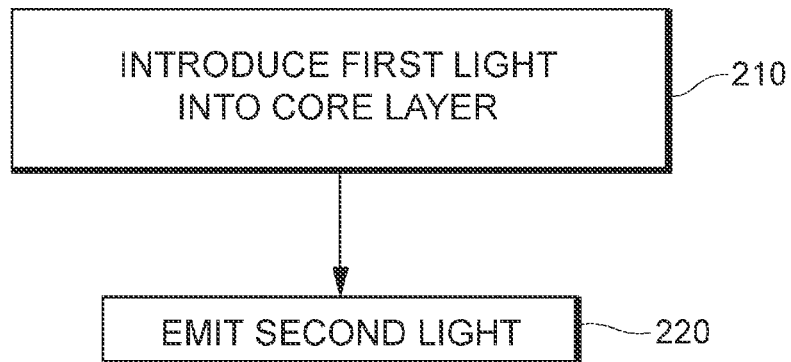 INTRODUCE FIRST LIGHT
INTO CORE LAYER
210
EMIT SECOND LIGHT
220